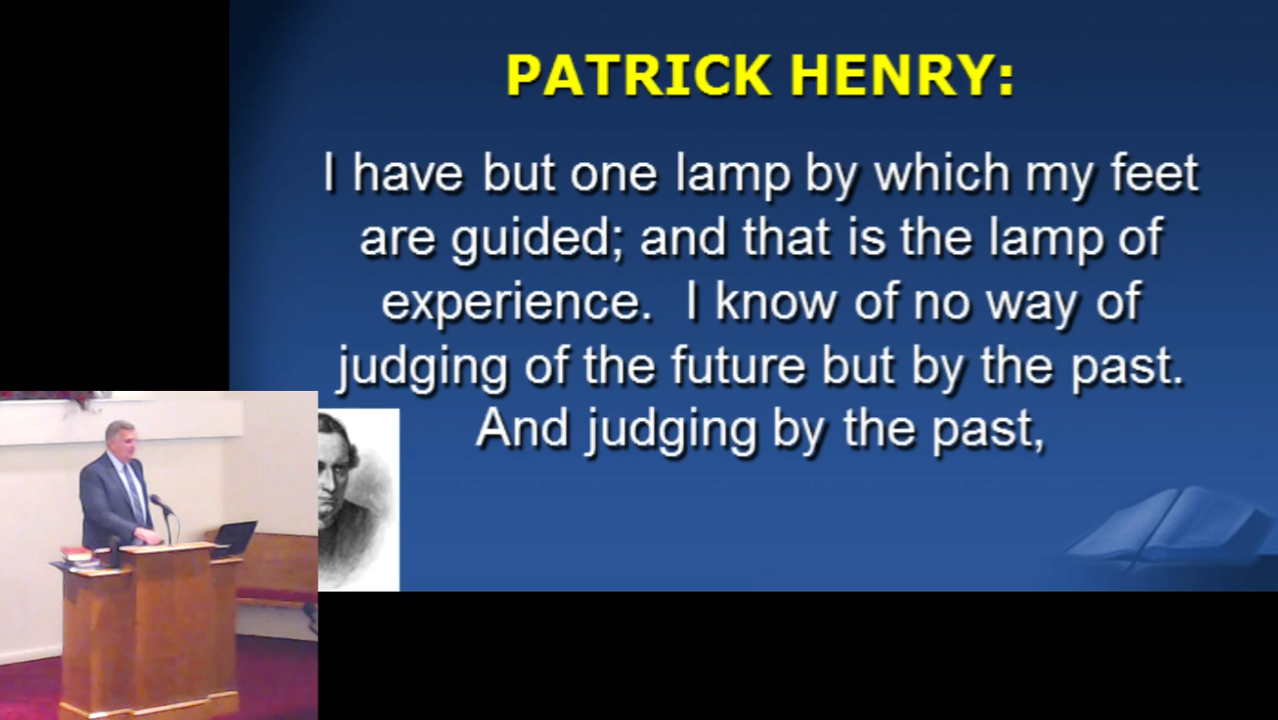 PATRICK HENRY:
I have but one lamp by which my feet
are guided; and that is the lamp of
experience.  I know of no way of
judging of the future but by the past.
And judging by the past,